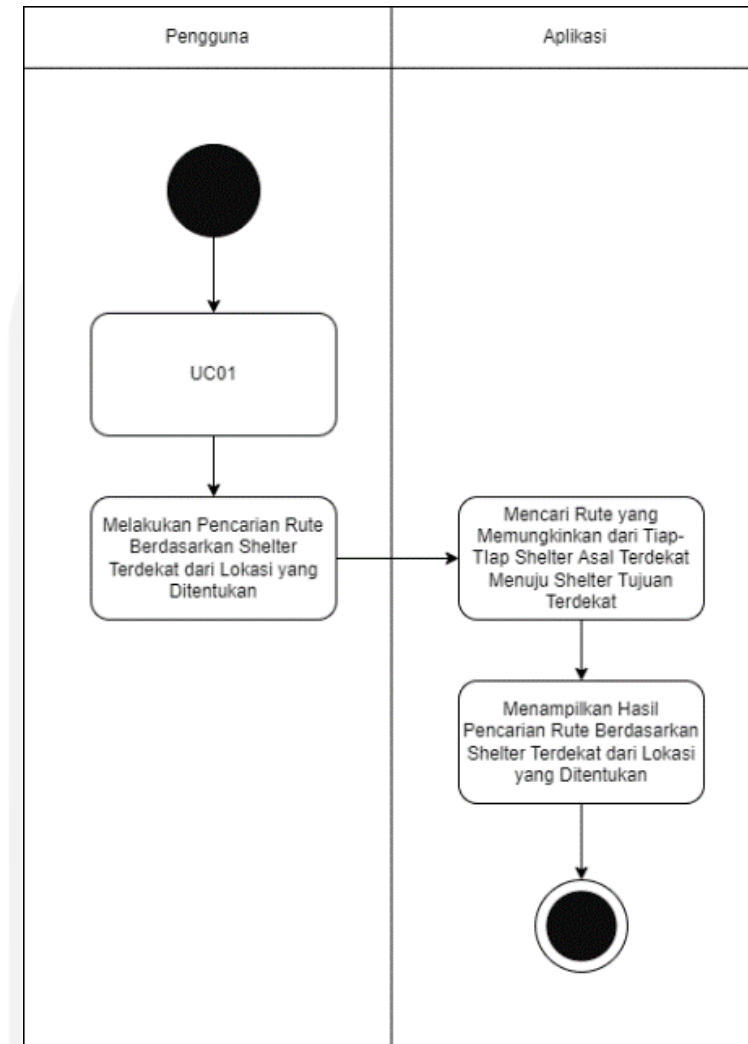 Pengguna
Aplikasi
UC01
Melakukan Pencarian Rute
Berdasarkan Shelter
Terdekat dari Lokasi yang
Ditentukan
Mencari Rute yang
Memungkinkan dari Tiap-
TIap Shelter Asal Terdekat
Menuju Shelter Tujuan
Terdekat
Menampilkan Hasil
Pencarian Rute Berdasarkan
Shelter Terdekat dari Lokasi
yang Ditentukan